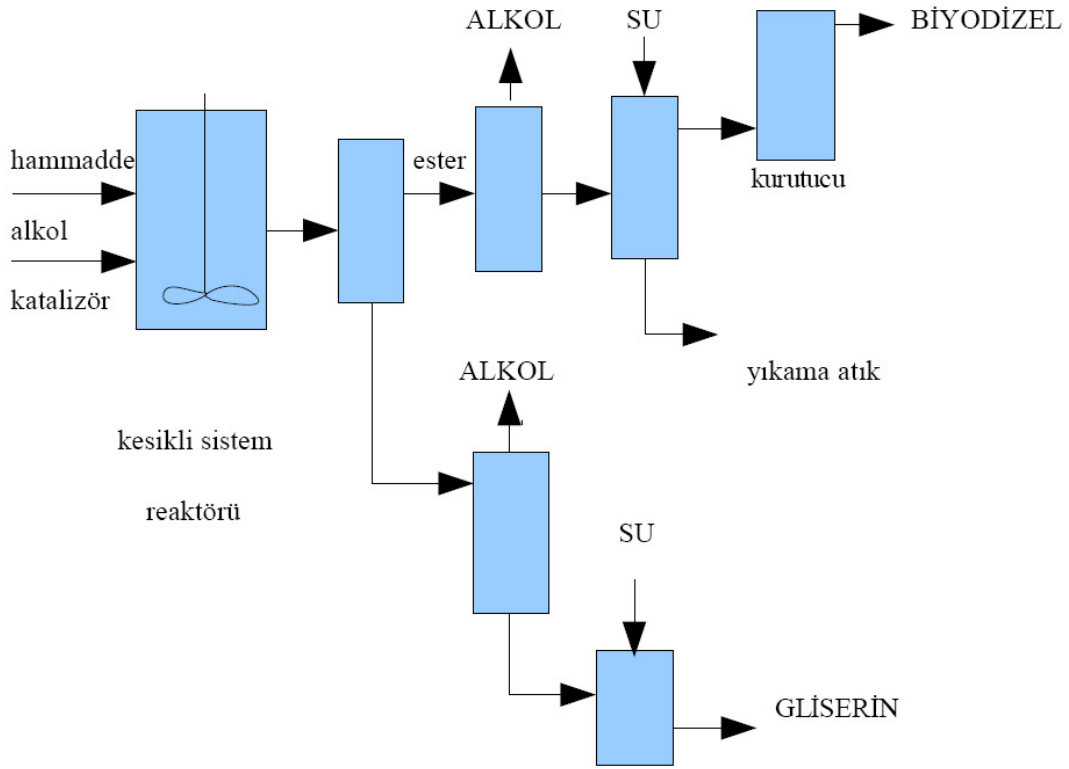 ALKOL
SU
BİYODİZEL
hammadde
ester
kurutucu
alkol
katalizör
yıkama atık
ALKOL
kesikli sistem
reaktörü
SU
GLİSERİN